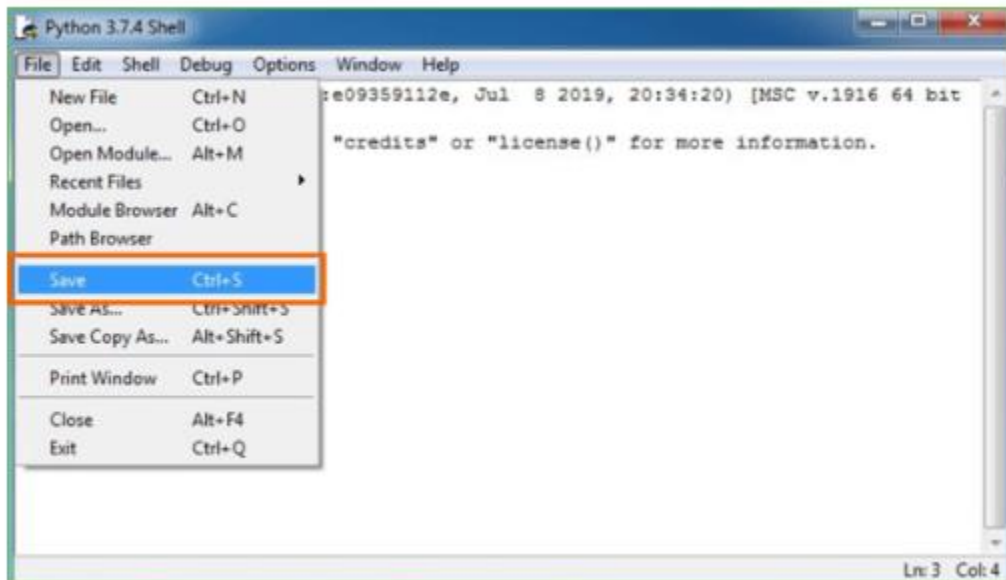 Python 3.7.4 Shell
File Edit Shell Debug Options Window Help
New File Ctrl+N
:e09359112e, Jul 8 2019, 20:34:20) [MSC v.1916 64 bit
Open... Ctrl+O
"credits" or "license()" for more information.
Open Module... Alt+M
Recent Files
Module Browser Alt+C
Path Browser
Save Ctrl+S
Save As... Ctrl+Shift+S
Save Copy As... Alt+Shift+S
Print Window Ctrl+P
Close Alt+F4
Exit Ctrl+Q
Ln: 3 Col: 4